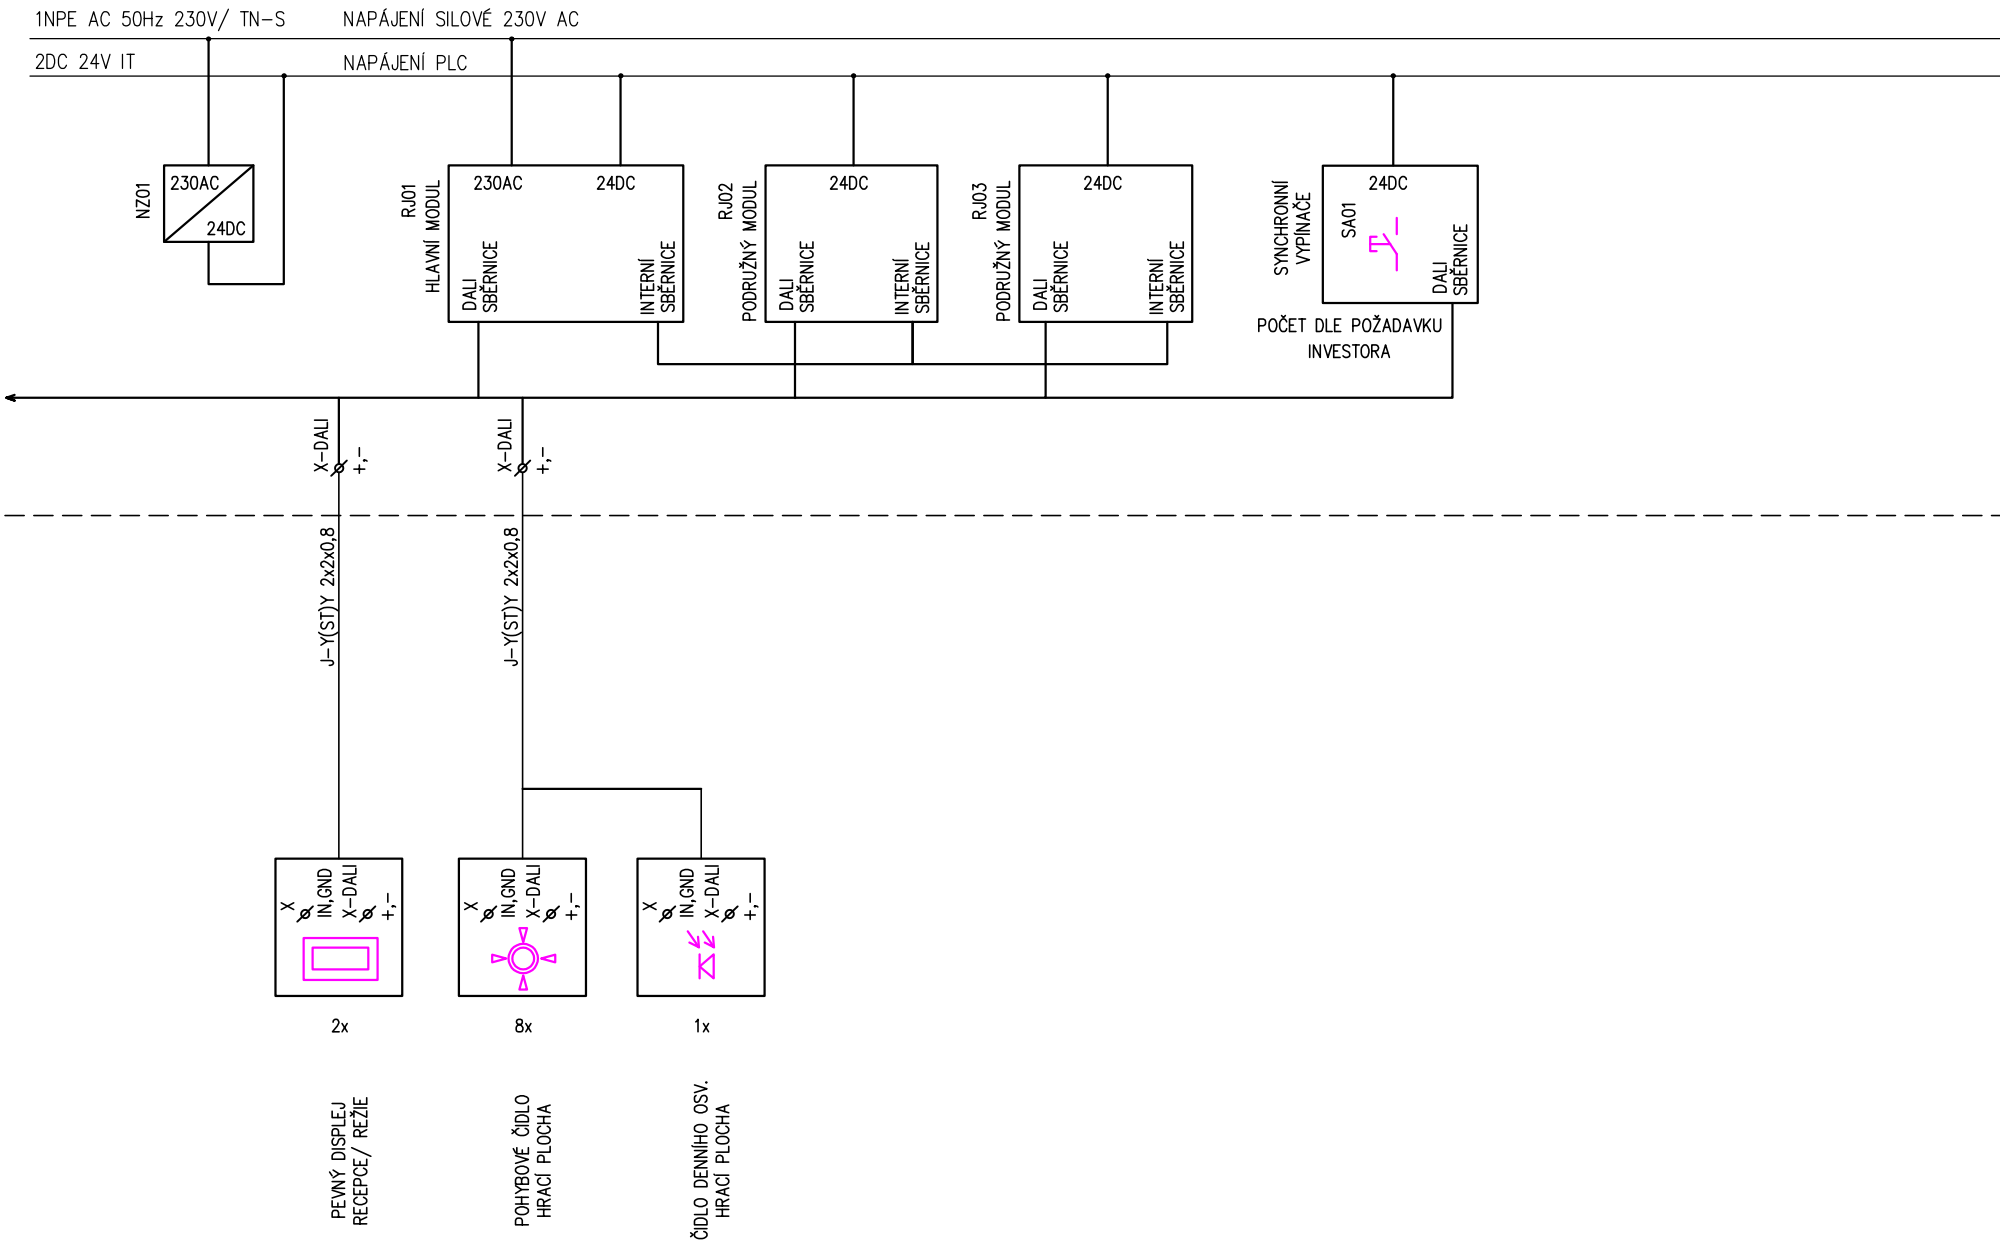 1NPE AC 50Hz 230V/ TN-S
NAPÁJENÍ SILOVÉ 230V AC
2DC 24V IT
NAPÁJENÍ PLC
NZ01
230AC
24DC
RJ01
HLAVNÍ MODUL
230AC
24DC
DALI
SBĚRNICE
INTERNÍ
SBĚRNICE
RJ02
PODRUŽNÝ MODUL
24DC
DALI
SBĚRNICE
INTERNÍ
SBĚRNICE
RJ03
PODRUŽNÝ MODUL
24DC
DALI
SBĚRNICE
INTERNÍ
SBĚRNICE
SYNCHRONNÍ
VYPÍNAČE
24DC
SA01
DALI
SBĚRNICE
POČET DLE POŽADAVKU
INVESTORA
X-DALI
+,-
X-DALI
+,-
J-Y(ST)Y 2x2x0,8
J-Y(ST)Y 2x2x0,8
X
IN,GND
X-DALI
+,-
X
IN,GND
X-DALI
+,-
X
IN,GND
X-DALI
+,-
2x
8x
1x
PEVNÝ DISPLEJ
RECEPCE/ REŽIE
POHYBOVÉ ČIDLO
HRACÍ PLOCHA
ČIDLO DENNÍHO OSV.
HRACÍ PLOCHA